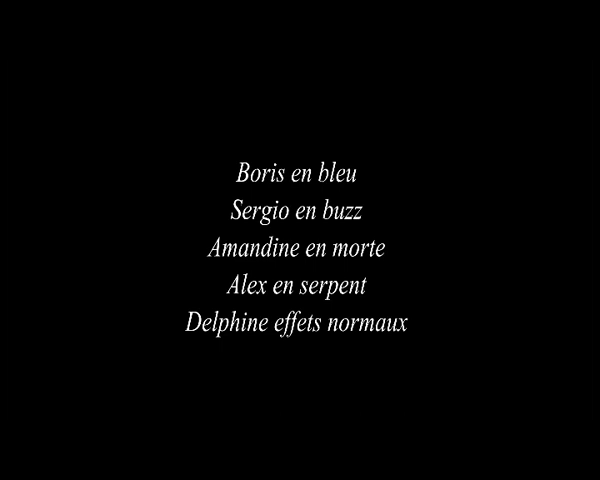 Boris en bleu
Sergio en buzz
Amandine en morte
Alex en serpent
Delphine effets normaux